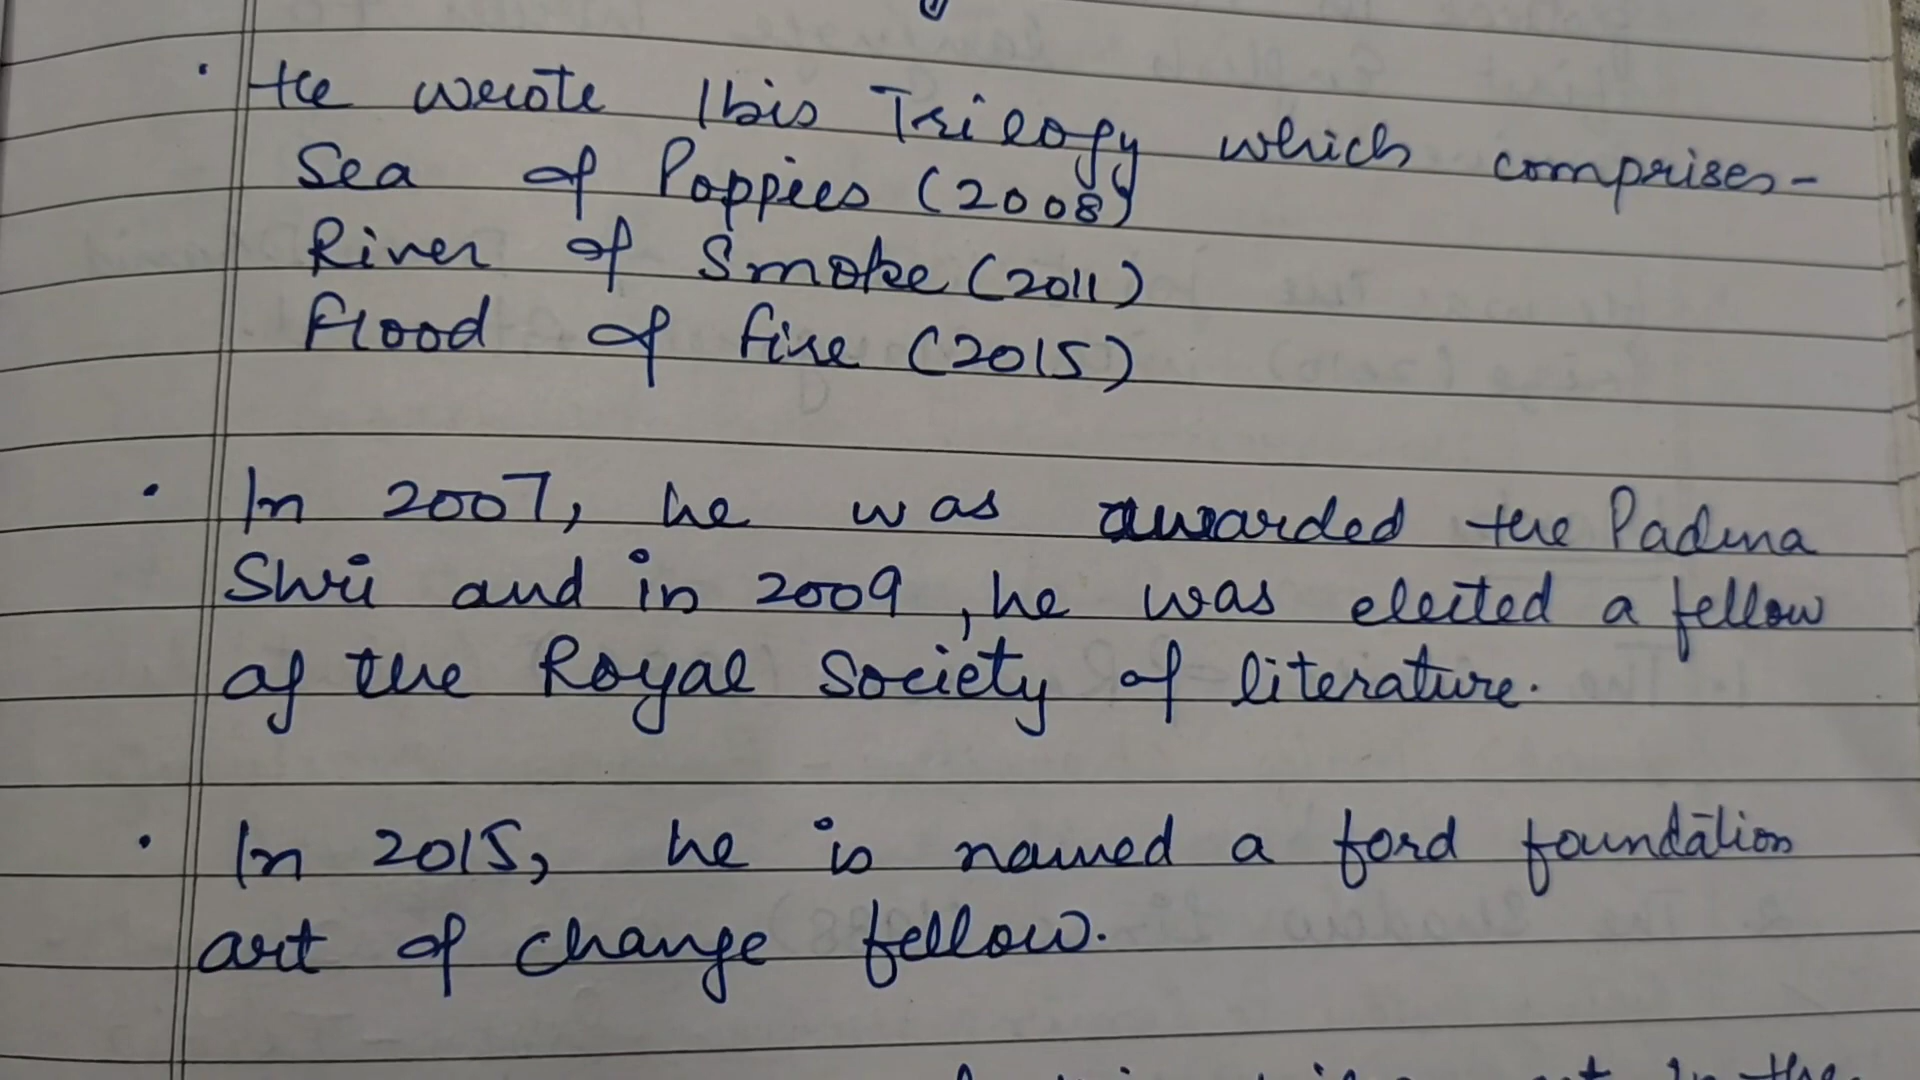 • He wrote Ibis Trilogy which comprises-
Sea of Poppies (2008)
River of Smoke (2011)
Flood of fire (2015)
• In 2007, he was awarded the Padma
Shri and in 2009, he was elected a fellow
of the Royal Society of literature.
• In 2015, he is named a ford foundation
art of change fellow.
in the